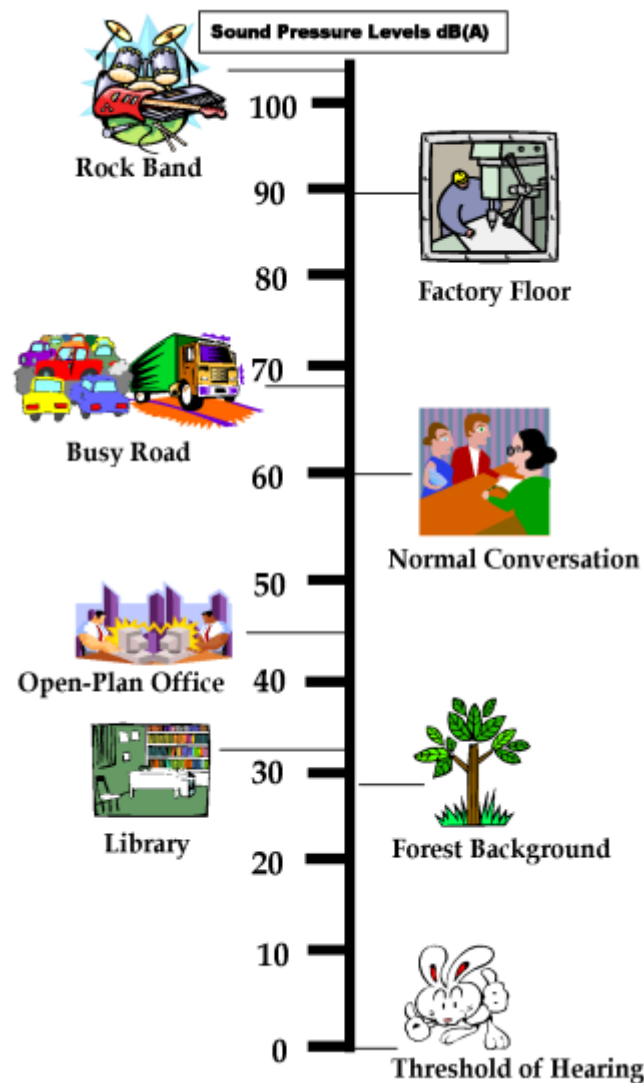 Sound Pressure Levels dB(A)
100
Rock Band
90
80
Factory Floor
70
Busy Road
60
Normal Conversation
50
Open-Plan Office
40
30
Library
Forest Background
20
10
0
Threshold of Hearing